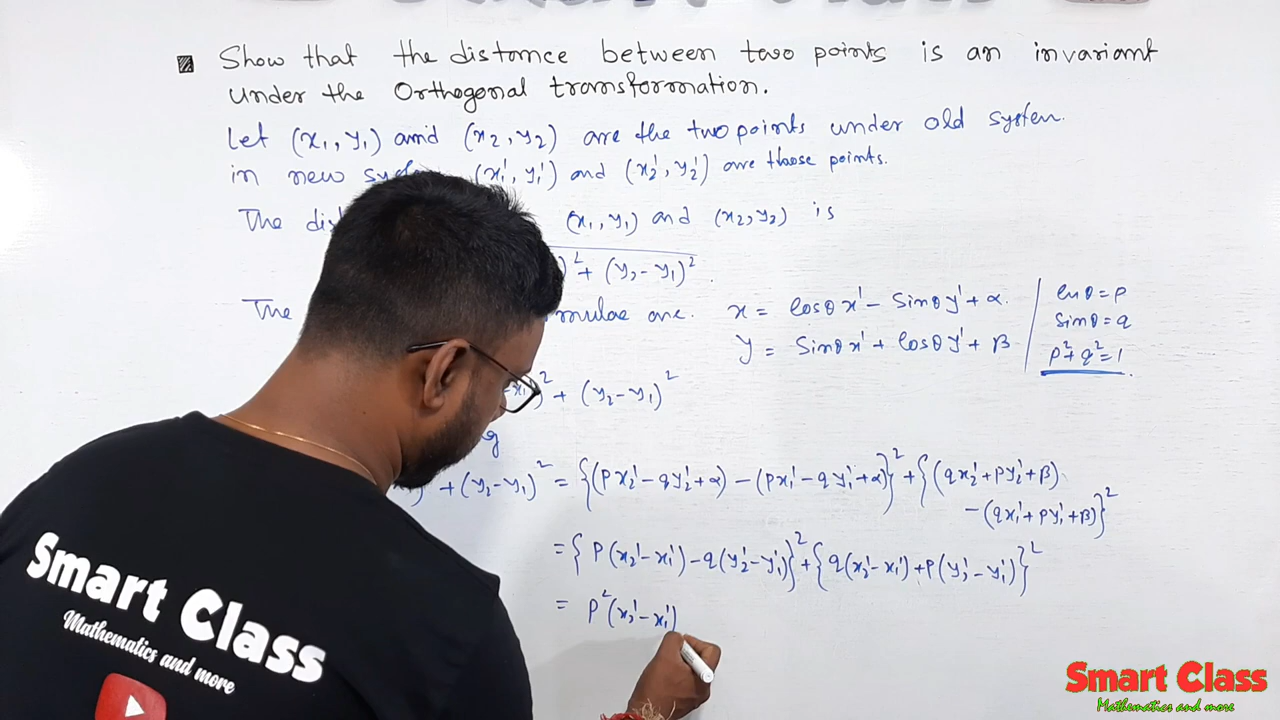 Show that the distance between two points is an invariant
under the Orthogonal transformation.
Let (x₁, y₁) and (x₂, y₂) are the two points under old system.
in new (x₁', y₁') and (x₂', y₂') are those points.
The (x₁, y₁) and (x₂, y₂) is
)² + (y₂ - y₁)².
The are. x = cosθ x' - Sinθ y' + α.
y = Sinθ x' + cosθ y' + β
cosθ = p
Sinθ = q
p² + q² = 1.
x₁)² + (y₂ - y₁)²
+ (y₂ - y₁)² = {(px₂' - qy₂' + α) - (px₁' - qy₁' + α)}² + {(qx₂' + py₂' + β)
- (qx₁' + py₁' + β)}²
= {p(x₂' - x₁') - q(y₂' - y₁')}² + {q(x₂' - x₁') + p(y₂' - y₁')}²
= p²(x₂' - x₁')
Smart Class
Mathematics and more
Smart Class
Mathematics and more